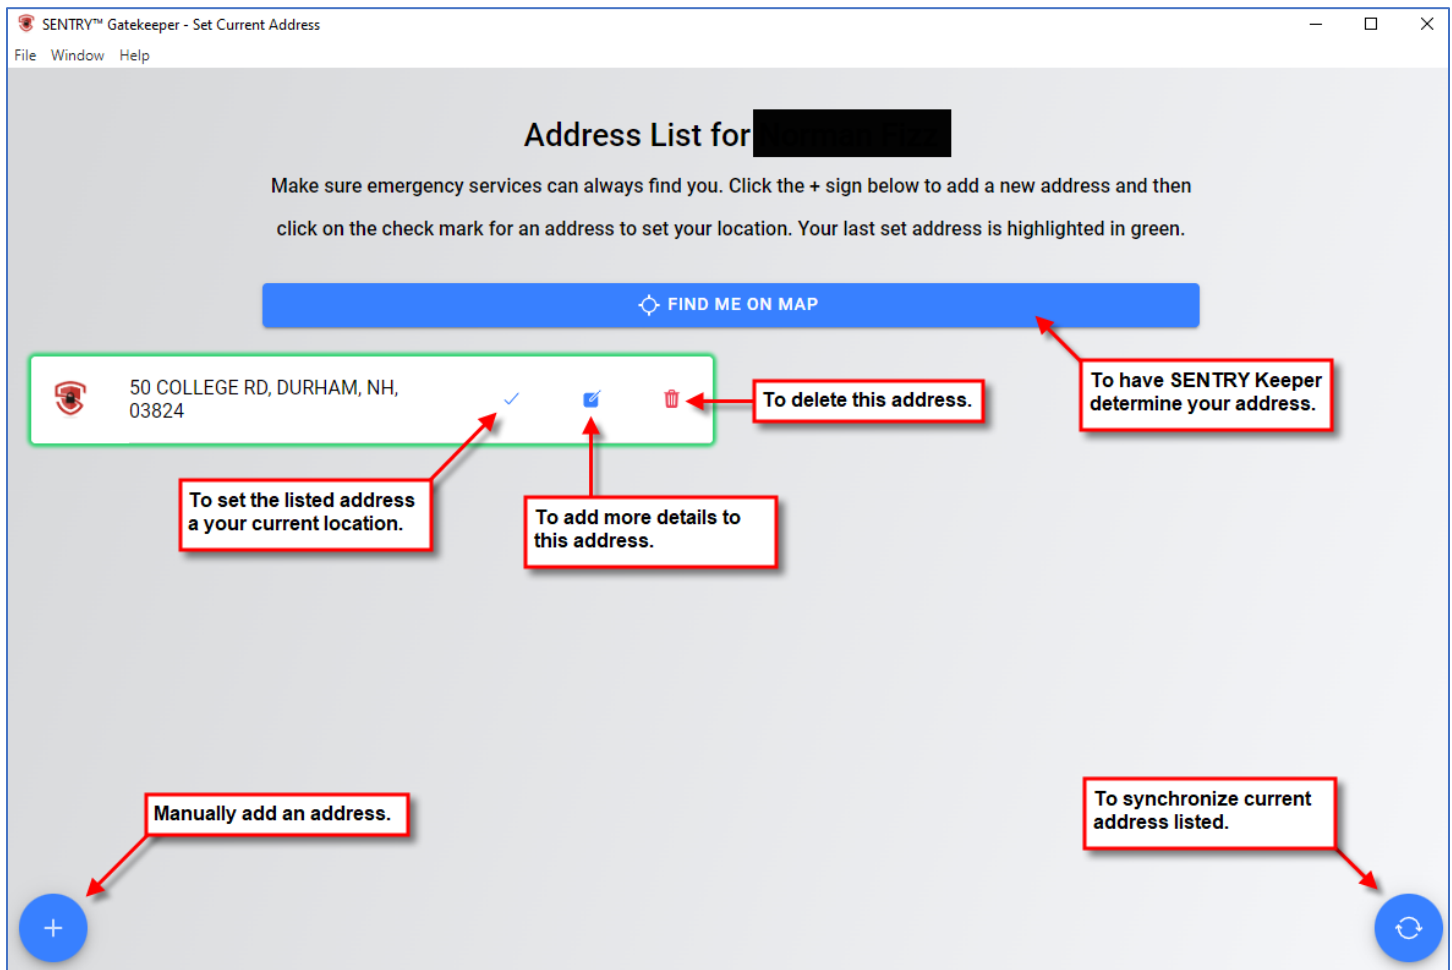 SENTRY™ Gatekeeper - Set Current Address
File Window Help
Address List for
Make sure emergency services can always find you. Click the + sign below to add a new address and then
click on the check mark for an address to set your location. Your last set address is highlighted in green.
FIND ME ON MAP
50 COLLEGE RD, DURHAM, NH,
03824
To delete this address.
To have SENTRY Keeper
determine your address.
To set the listed address
a your current location.
To add more details to
this address.
Manually add an address.
To synchronize current
address listed.